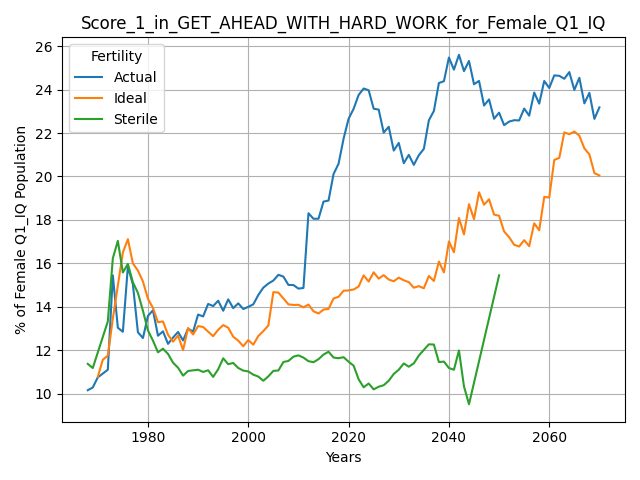 Score_1_in_GET_AHEAD_WITH_HARD_WORK_for_Female_Q1_IQ
Fertility
Actual
Ideal
Sterile
% of Female Q1_IQ Population
26
24
22
20
18
16
14
12
10
1980
2000
2020
2040
2060
Years